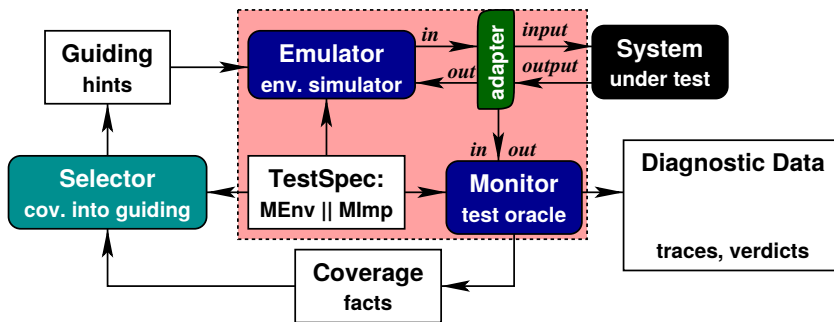 Guiding
hints
Emulator
env. simulator
in
out
adapter
input
output
System
under test
in out
Selector
cov. into guiding
TestSpec:
MEnv || MImp
Monitor
test oracle
Diagnostic Data
traces, verdicts
Coverage
facts